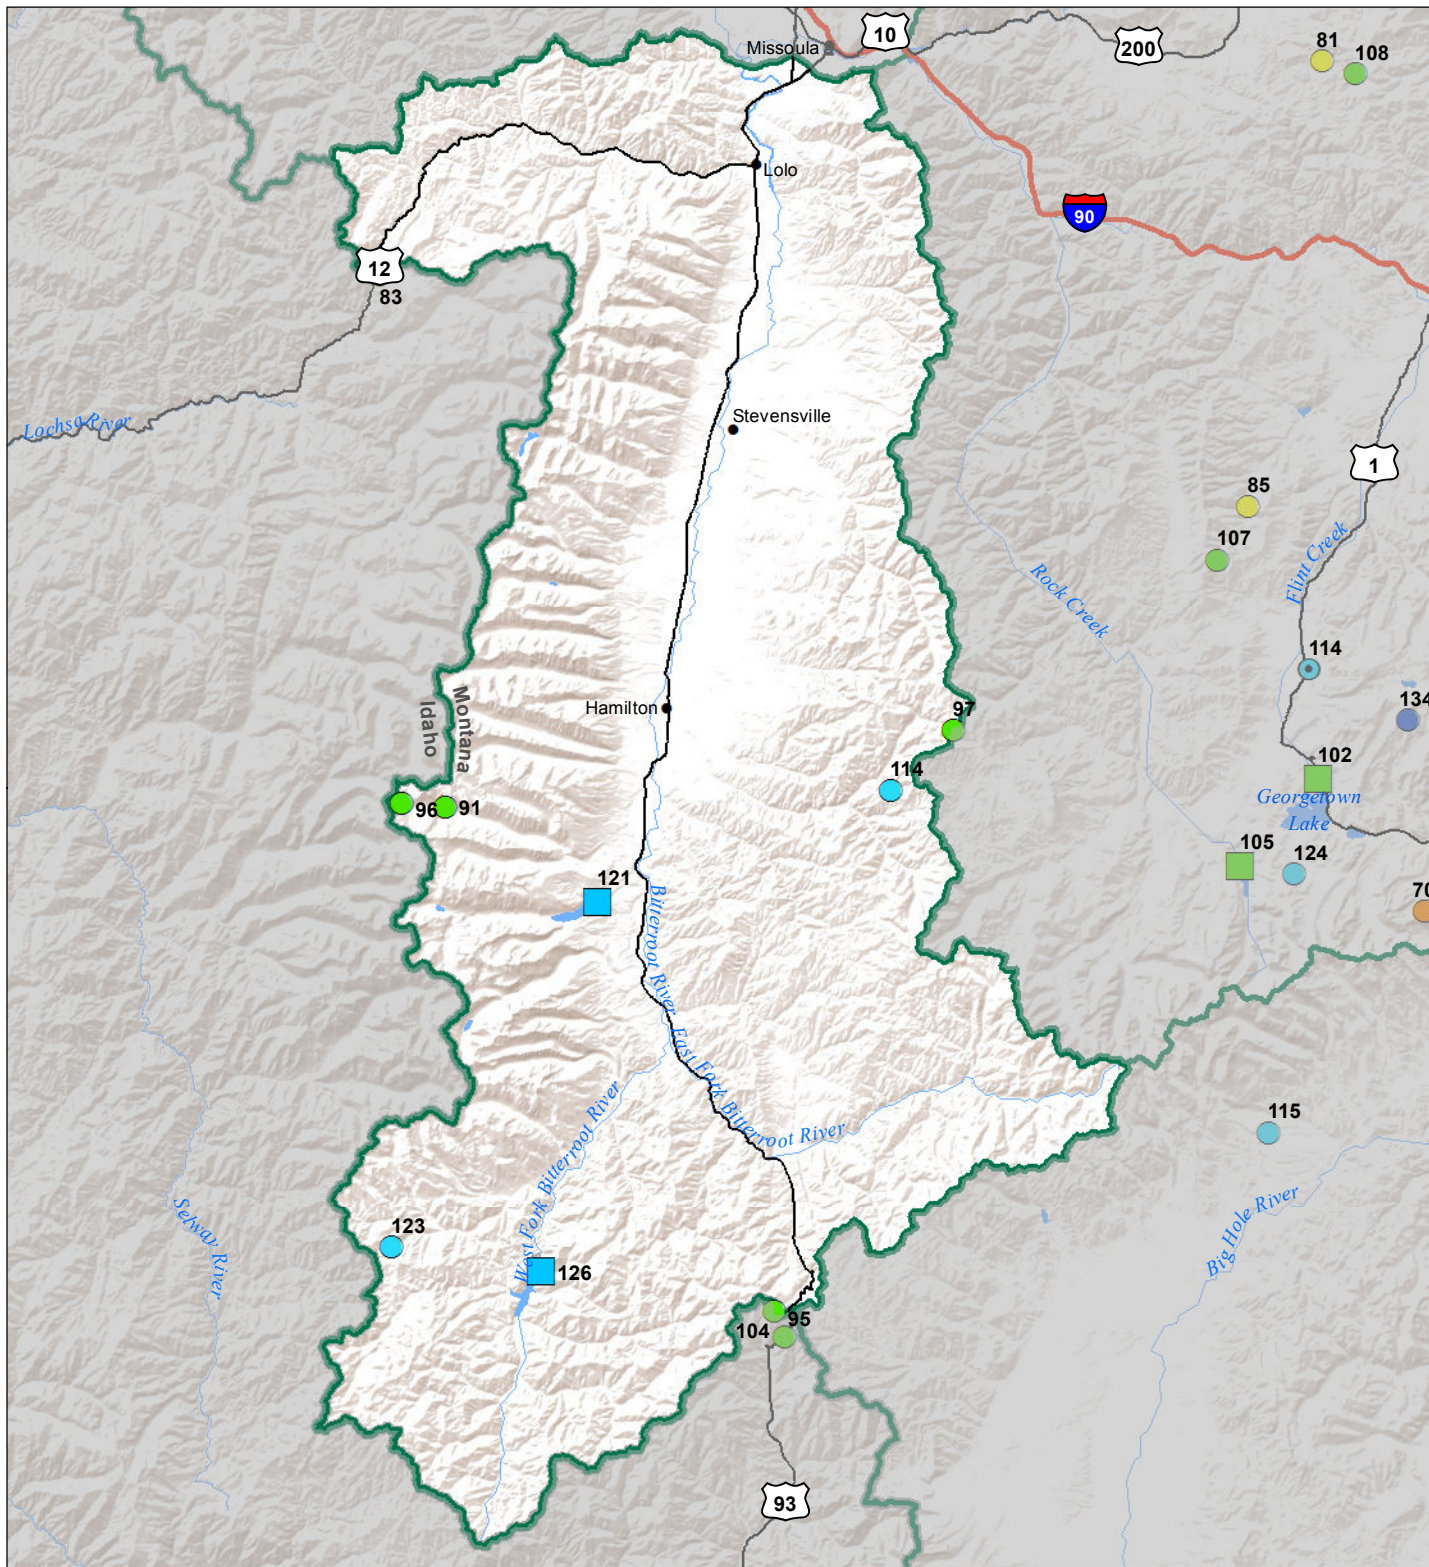 10
Missoula
200
81
108
Lolo
90
12
83
Lochsa River
Stevensville
1
85
107
Flint Creek
Rock Creek
114
Montana
Idaho
Hamilton
97
134
102
114
Georgetown
Lake
96
91
105
124
121
70
Bitterroot River
East Fork Bitterroot River
West Fork Bitterroot River
115
Selway River
123
Big Hole River
126
95
104
93